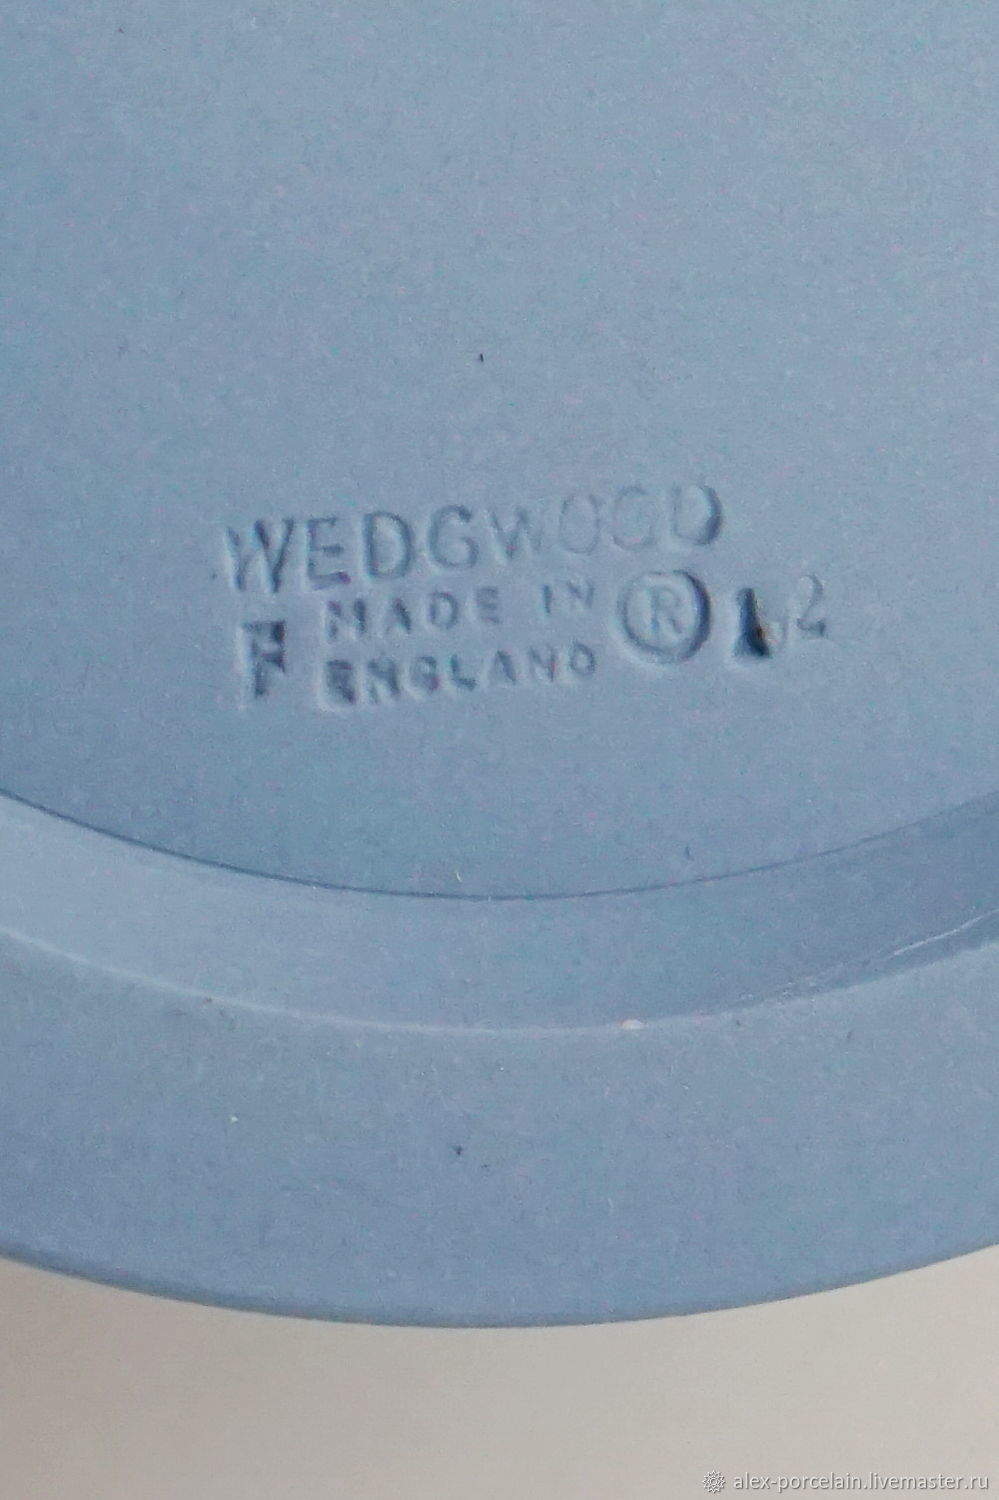 WEDGWOOD
F MADE IN ® 2
ENGLAND
alex-porcelain.livemaster.ru